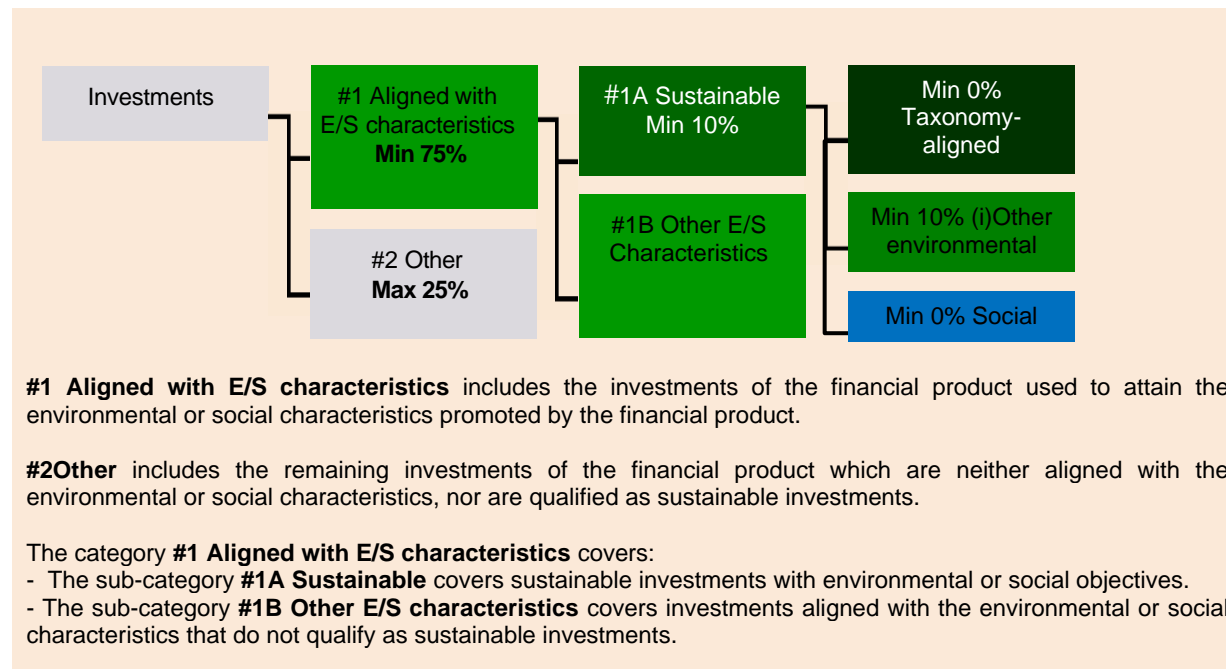 Investments
#1 Aligned with
E/S characteristics
Min 75%
#2 Other
Max 25%
#1A Sustainable
Min 10%
#1B Other E/S
Characteristics
Min 0%
Taxonomy-
aligned
Min 10% (i)Other
environmental
Min 0% Social
#1 Aligned with E/S characteristics includes the investments of the financial product used to attain the
environmental or social characteristics promoted by the financial product.
#2Other includes the remaining investments of the financial product which are neither aligned with the
environmental or social characteristics, nor are qualified as sustainable investments.
The category #1 Aligned with E/S characteristics covers:
- The sub-category #1A Sustainable covers sustainable investments with environmental or social objectives.
- The sub-category #1B Other E/S characteristics covers investments aligned with the environmental or social
characteristics that do not qualify as sustainable investments.